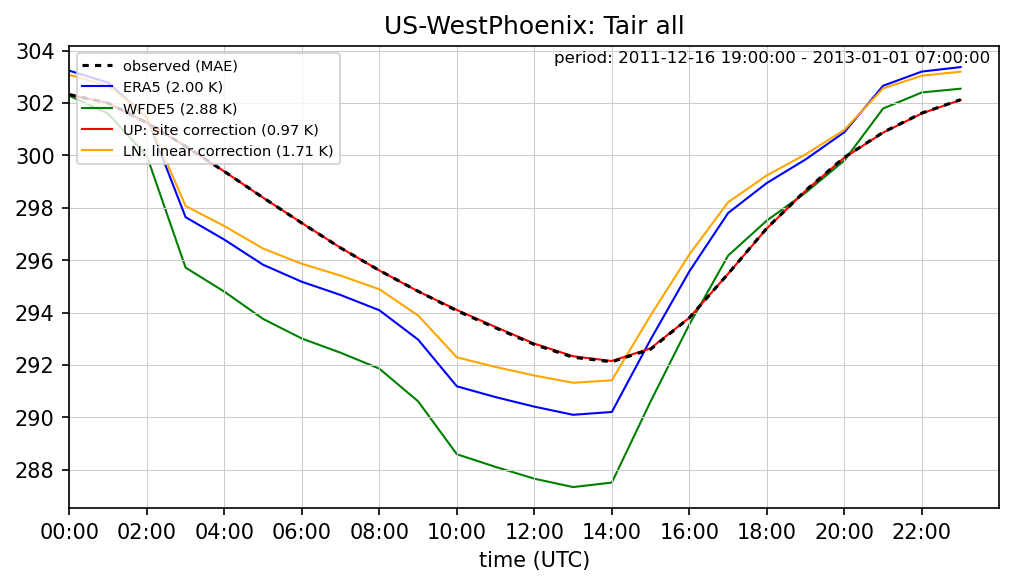 US-WestPhoenix: Tair all
period: 2011-12-16 19:00:00 - 2013-01-01 07:00:00
observed (MAE)
ERA5 (2.00 K)
WFDE5 (2.88 K)
UP: site correction (0.97 K)
LN: linear correction (1.71 K)
304
302
300
298
296
294
292
290
288
00:00 02:00 04:00 06:00 08:00 10:00 12:00 14:00 16:00 18:00 20:00 22:00
time (UTC)